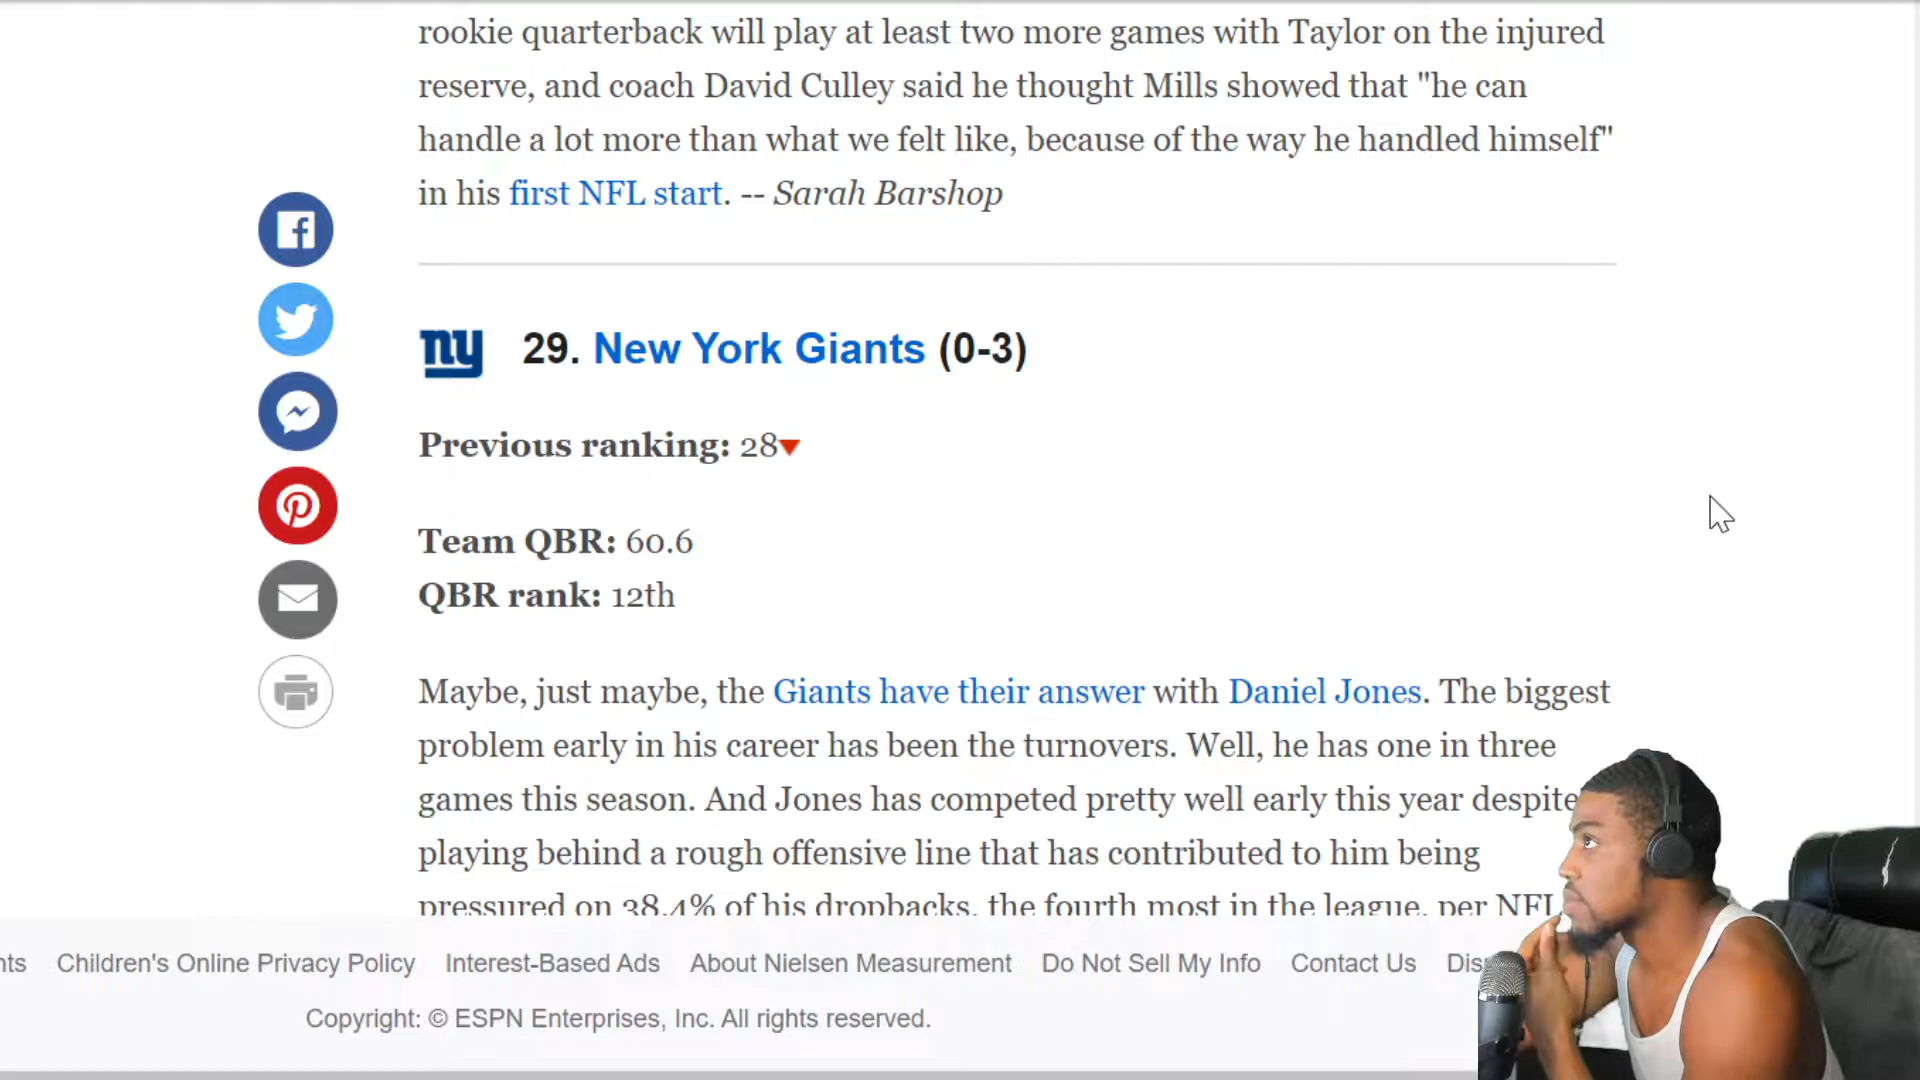 rookie quarterback will play at least two more games with Taylor on the injured
reserve, and coach David Culley said he thought Mills showed that "he can
handle a lot more than what we felt like, because of the way he handled himself"
in his first NFL start. -- Sarah Barshop
ny 29. New York Giants (0-3)
Previous ranking: 28
Team QBR: 60.6
QBR rank: 12th
Maybe, just maybe, the Giants have their answer with Daniel Jones. The biggest
problem early in his career has been the turnovers. Well, he has one in three
games this season. And Jones has competed pretty well early this year despite
playing behind a rough offensive line that has contributed to him being
pressured on 38.4% of his dropbacks, the fourth most in the league, per NFL
Children's Online Privacy Policy Interest-Based Ads About Nielsen Measurement Do Not Sell My Info Contact Us
Copyright: © ESPN Enterprises, Inc. All rights reserved.